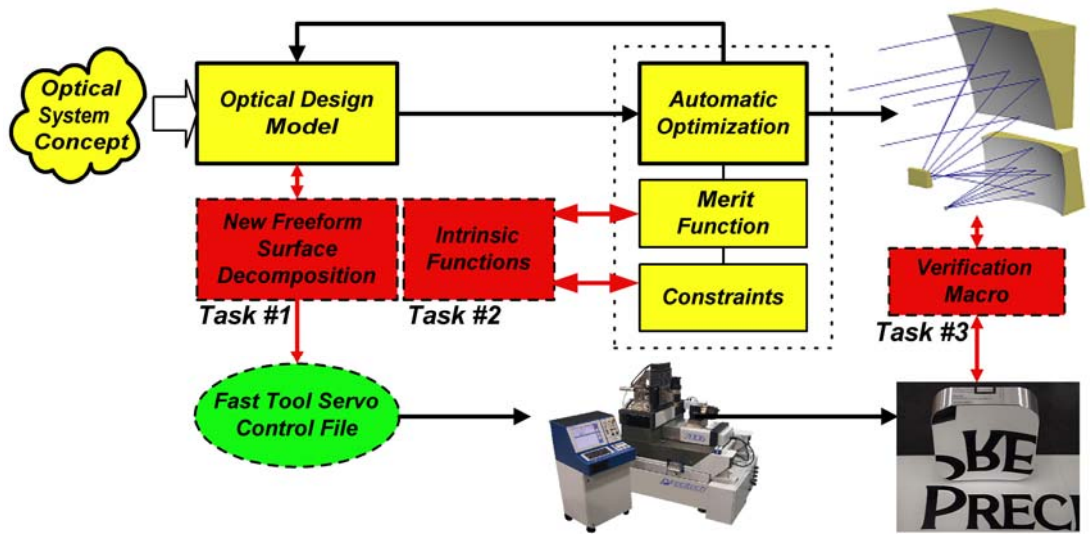 Optical
System
Concept
Optical Design
Model
Automatic
Optimization
New Freeform
Surface
Decomposition
Intrinsic
Functions
Merit
Function
Constraints
Verification
Macro
Task #1
Task #2
Task #3
Fast Tool Servo
Control File
PRECI